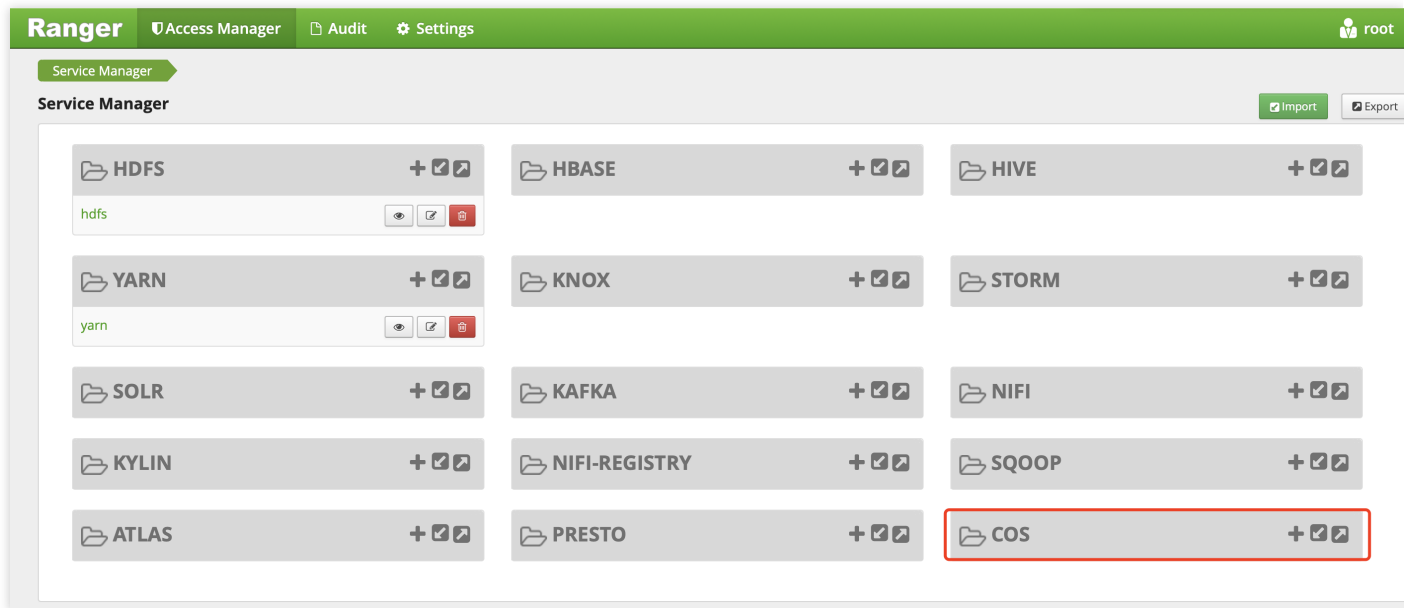 Ranger Access Manager Audit Settings root
Service Manager
Service Manager Import Export
HDFS HBASE HIVE
hdfs
YARN KNOX STORM
yarn
SOLR KAFKA NIFI
KYLIN NIFI-REGISTRY SQOOP
ATLAS PRESTO COS